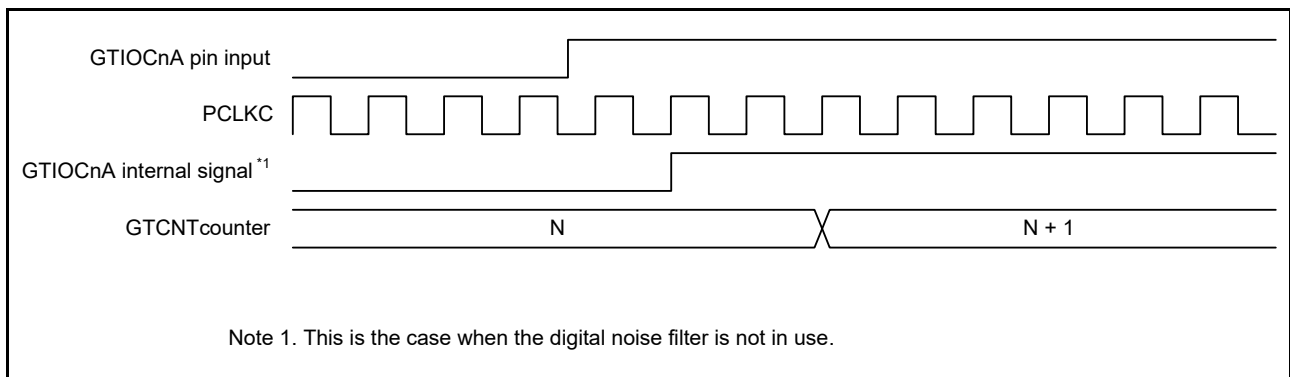 GTIOCnA pin input
PCLKC
GTIOCnA internal signal *1
GTCNTcounter
N
N + 1
Note 1. This is the case when the digital noise filter is not in use.